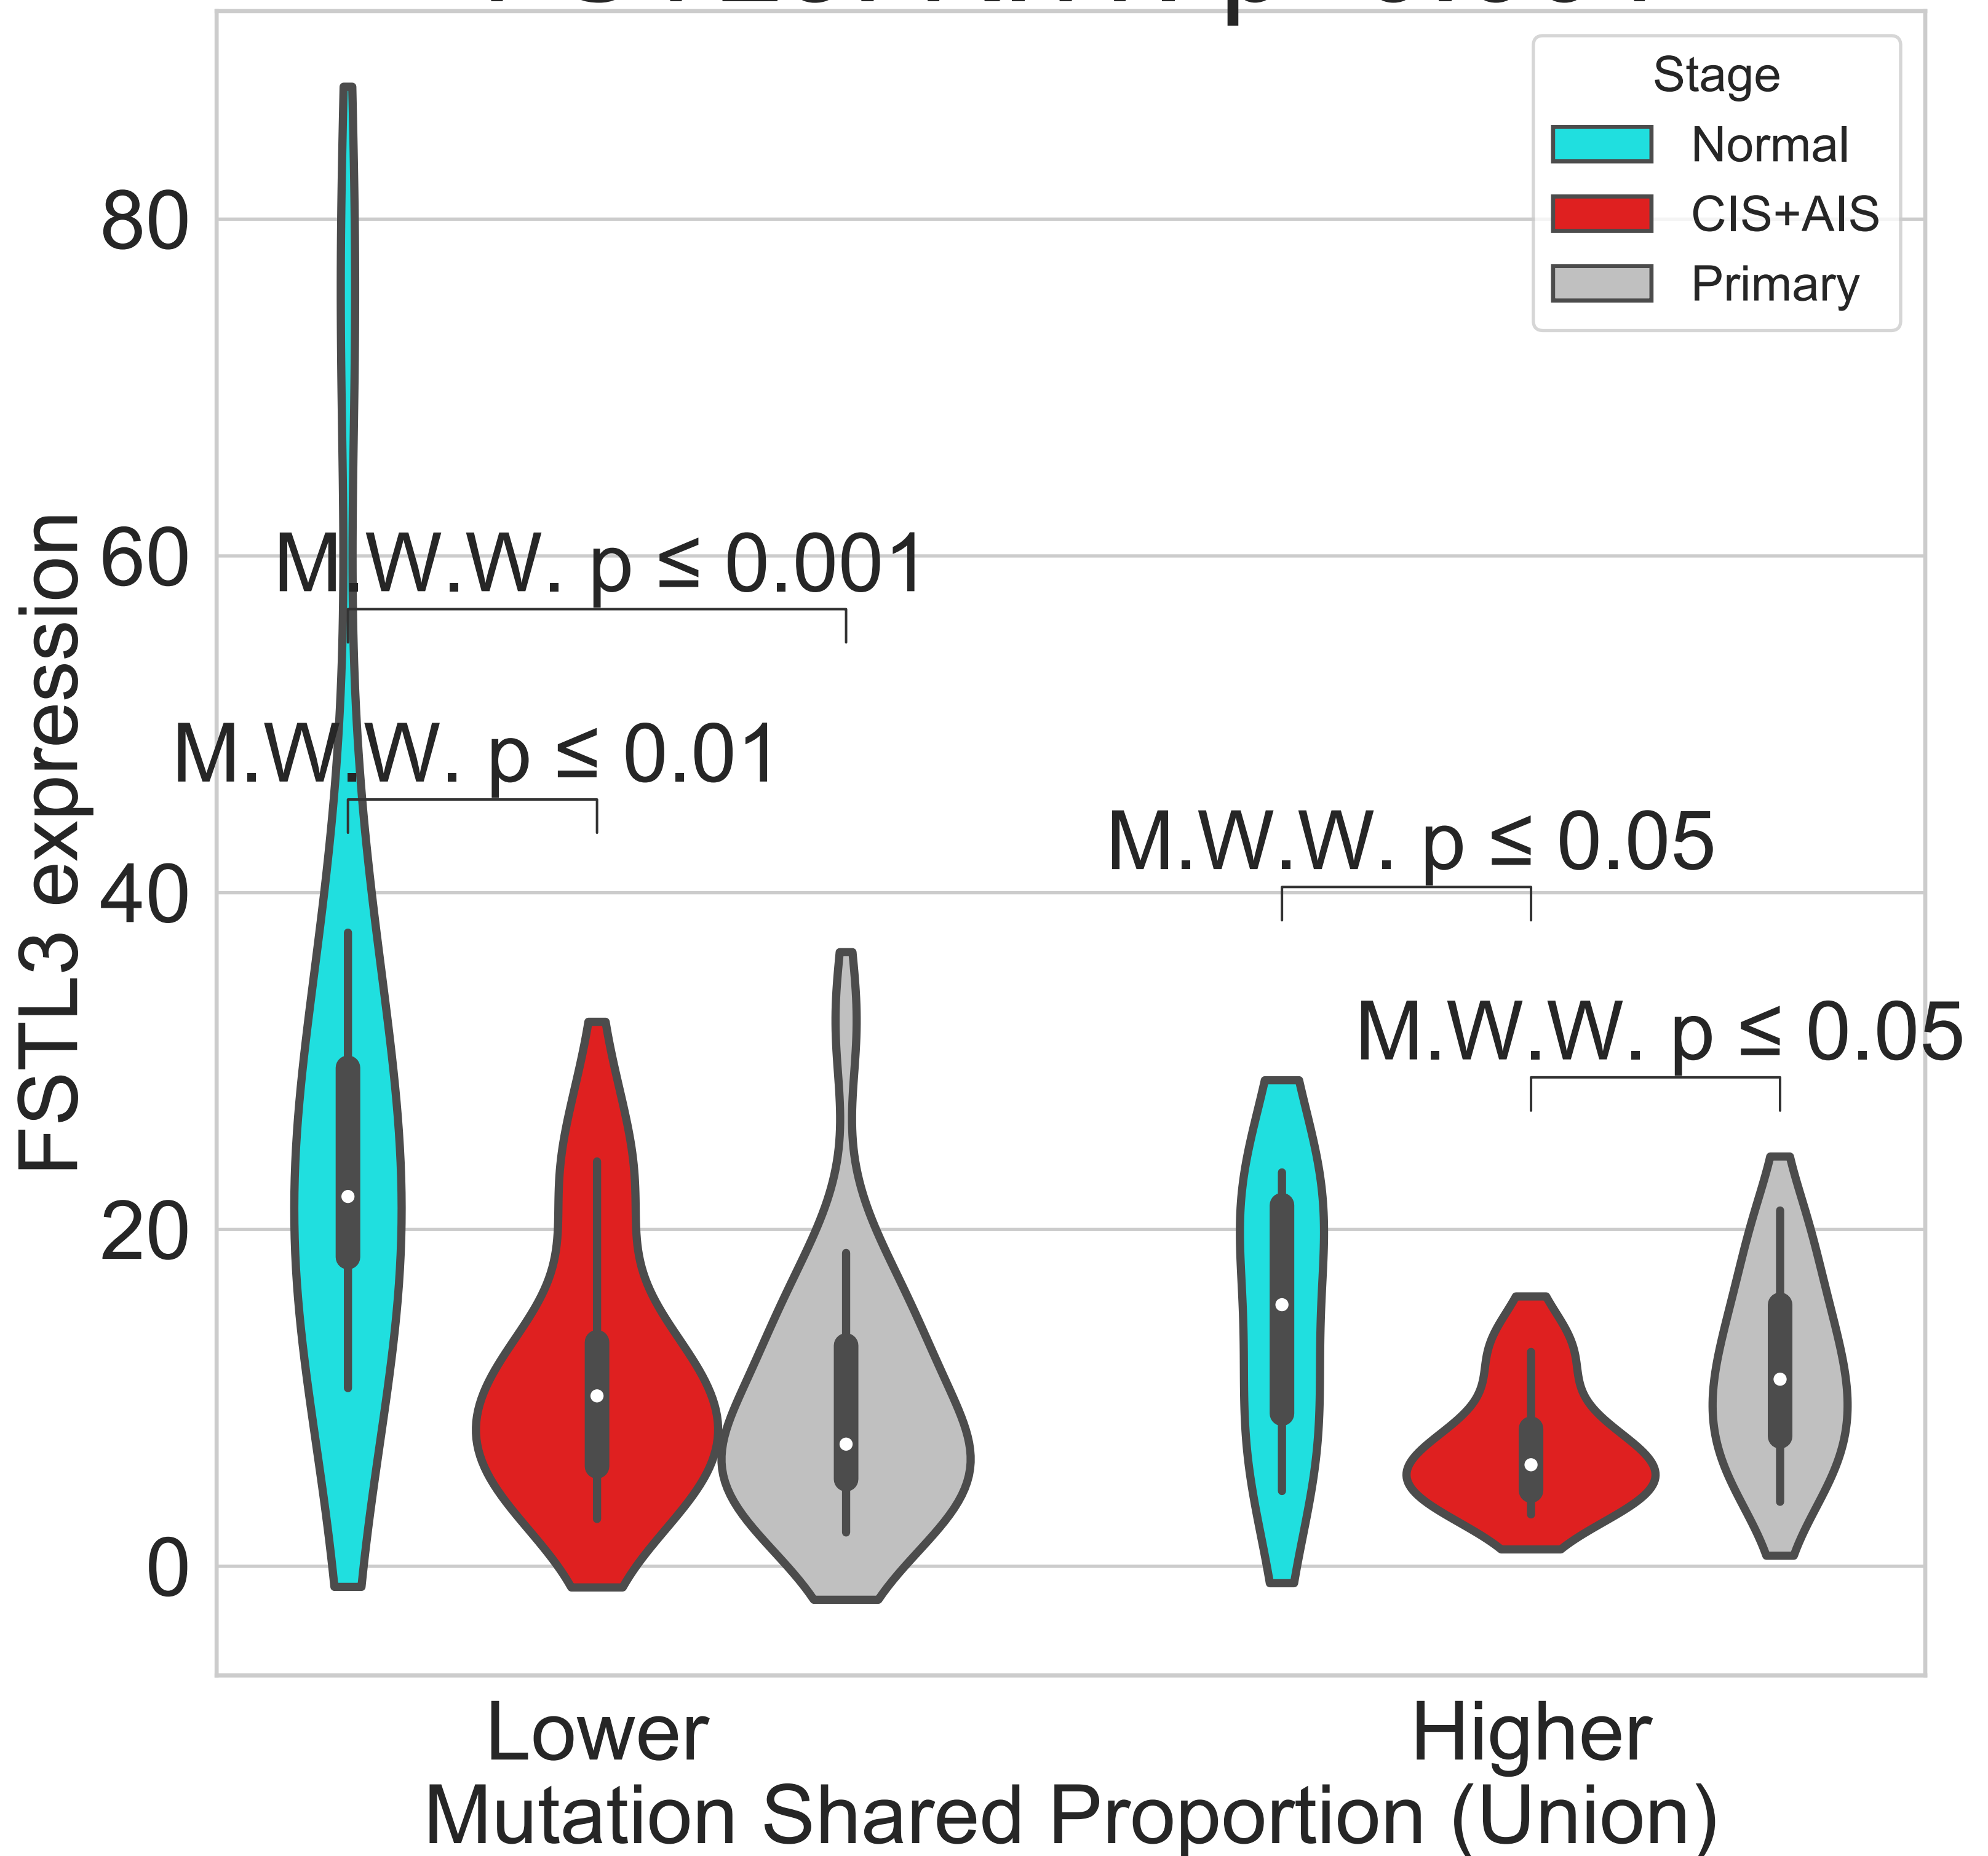 Stage
Normal
CIS+AIS
Primary
80
60
40
20
0
FSTL3 expression
M.W.W. p ≤ 0.001
M.W.W. p ≤ 0.01
M.W.W. p ≤ 0.05
M.W.W. p ≤ 0.05
Lower
Higher
Mutation Shared Proportion (Union)